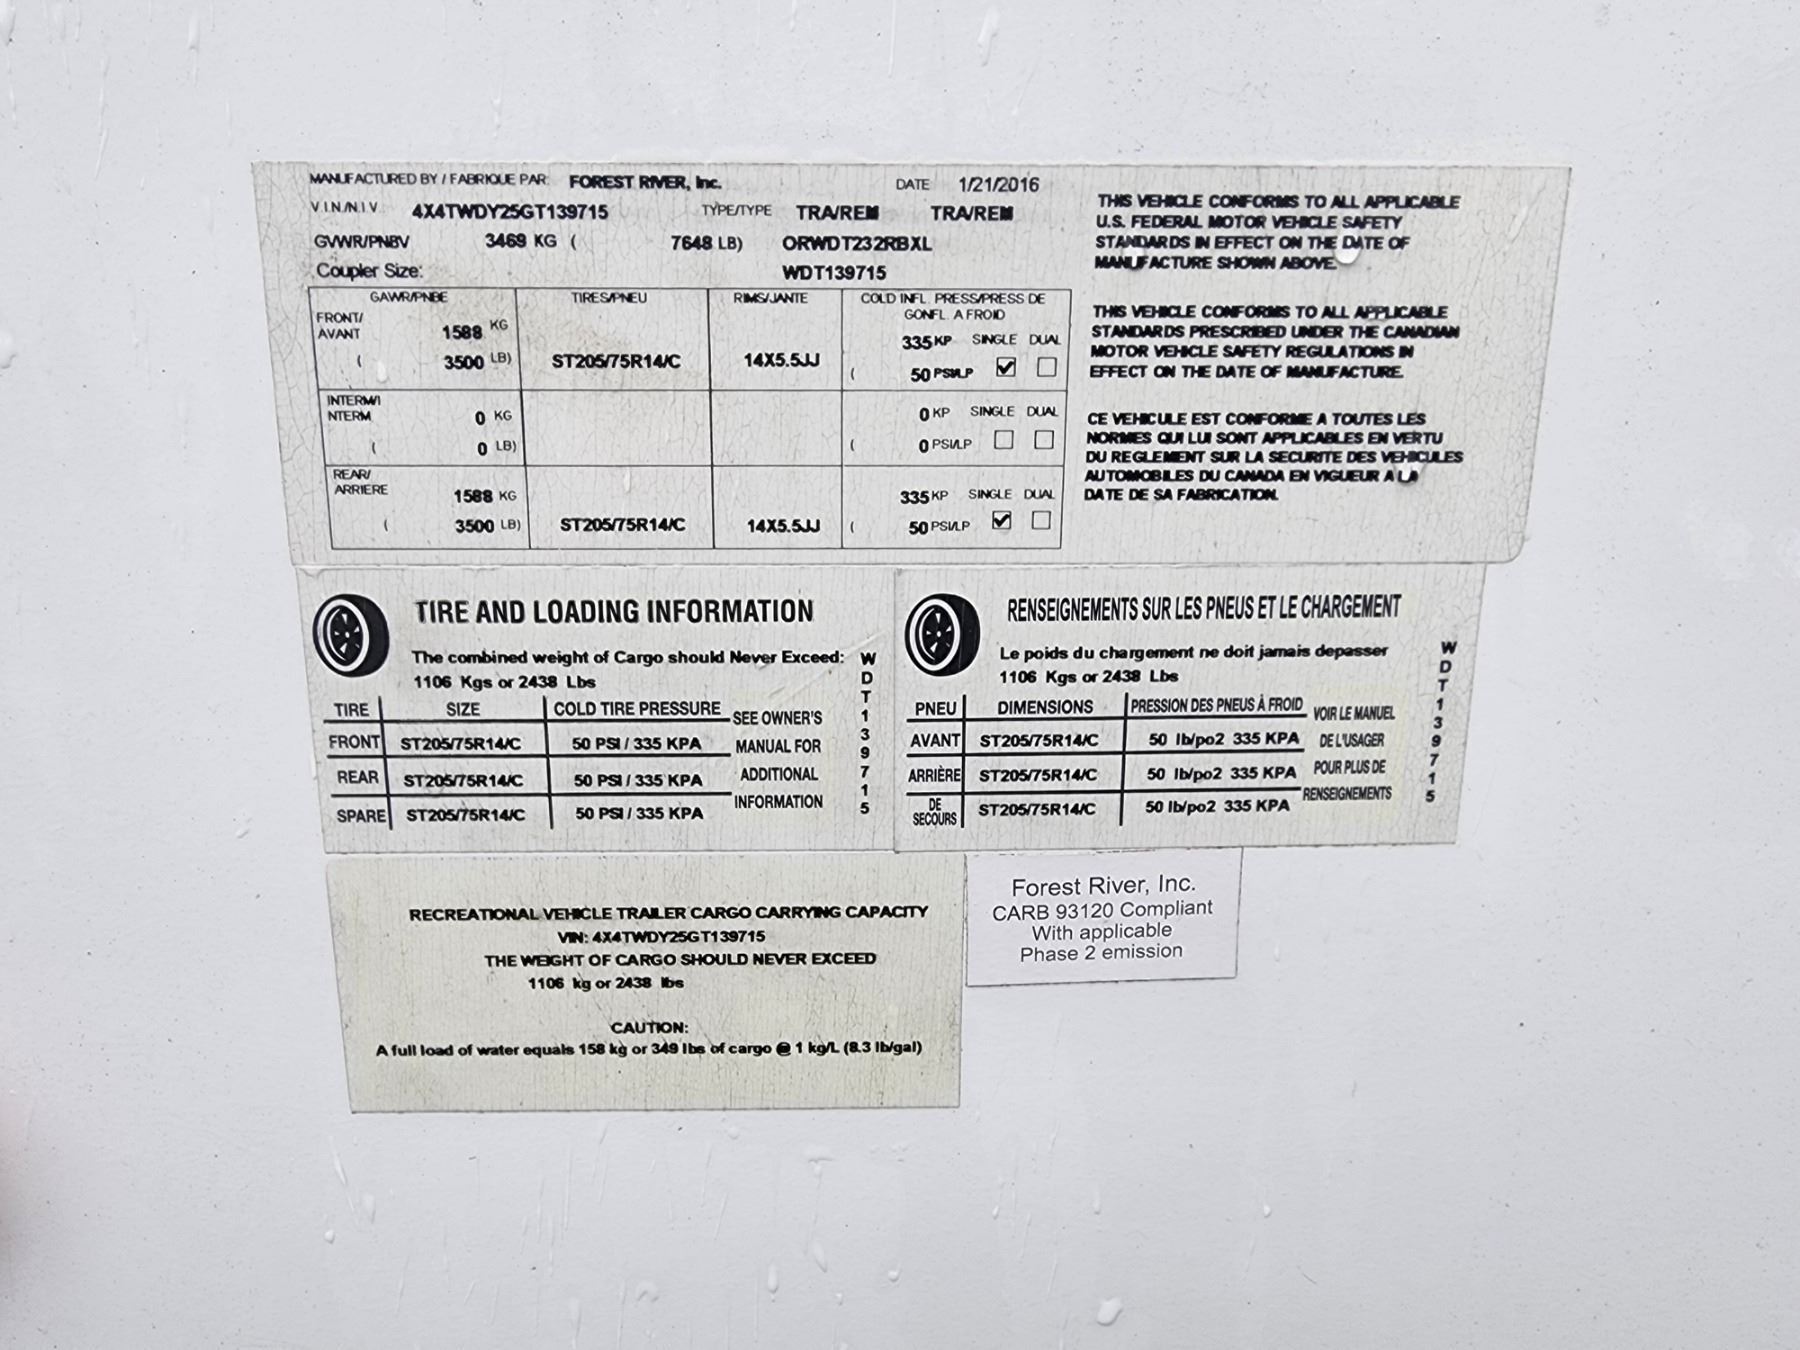 MANUFACTURED BY / FABRIQUE PAR: FOREST RIVER, Inc. DATE 1/21/2016
V.I.N./N.I.V. 4X4TWDY25GT139715 TYPE/TYPE TRA/REM TRA/REM
GVWR/PNBV 3469 KG ( 7648 LB) ORWDT232RBXL
Coupler Size: WDT139715
GAWR/PNBE TIRES/PNEU RIMS/JANTE COLD INFL. PRESS/PRESS DE
GONFL. A FROID
FRONT/
AVANT 1588 KG 335 KP SINGLE DUAL
( 3500 LB) ST205/75R14/C 14X5.5JJ ( 50 PSI/LP
INTERM/I
NTERM 0 KG 0 KP SINGLE DUAL
( 0 LB) ( 0 PSI/LP
REAR/
ARRIERE 1588 KG 335 KP SINGLE DUAL
( 3500 LB) ST205/75R14/C 14X5.5JJ ( 50 PSI/LP
THIS VEHICLE CONFORMS TO ALL APPLICABLE
U.S. FEDERAL MOTOR VEHICLE SAFETY
STANDARDS IN EFFECT ON THE DATE OF
MANUFACTURE SHOWN ABOVE.
THIS VEHICLE CONFORMS TO ALL APPLICABLE
STANDARDS PRESCRIBED UNDER THE CANADIAN
MOTOR VEHICLE SAFETY REGULATIONS IN
EFFECT ON THE DATE OF MANUFACTURE.
CE VEHICULE EST CONFORME A TOUTES LES
NORMES QUI LUI SONT APPLICABLES EN VERTU
DU REGLEMENT SUR LA SECURITE DES VEHICULES
AUTOMOBILES DU CANADA EN VIGUEUR A LA
DATE DE SA FABRICATION.
TIRE AND LOADING INFORMATION
The combined weight of Cargo should Never Exceed:
1106 Kgs or 2438 Lbs
TIRE SIZE COLD TIRE PRESSURE
FRONT ST205/75R14/C 50 PSI / 335 KPA
REAR ST205/75R14/C 50 PSI / 335 KPA
SPARE ST205/75R14/C 50 PSI / 335 KPA
SEE OWNER'S
MANUAL FOR
ADDITIONAL
INFORMATION
WDT139715
RENSEIGNEMENTS SUR LES PNEUS ET LE CHARGEMENT
Le poids du chargement ne doit jamais depasser
1106 Kgs or 2438 Lbs
PNEU DIMENSIONS PRESSION DES PNEUS À FROID
AVANT ST205/75R14/C 50 lb/po2 335 KPA
ARRIÈRE ST205/75R14/C 50 lb/po2 335 KPA
DE
SECOURS ST205/75R14/C 50 lb/po2 335 KPA
VOIR LE MANUEL
DE L'USAGER
POUR PLUS DE
RENSEIGNEMENTS
WDT139715
RECREATIONAL VEHICLE TRAILER CARGO CARRYING CAPACITY
VIN: 4X4TWDY25GT139715
THE WEIGHT OF CARGO SHOULD NEVER EXCEED
1106 kg or 2438 lbs
CAUTION:
A full load of water equals 158 kg or 349 lbs of cargo @ 1 kg/L (8.3 lb/gal)
Forest River, Inc.
CARB 93120 Compliant
With applicable
Phase 2 emission